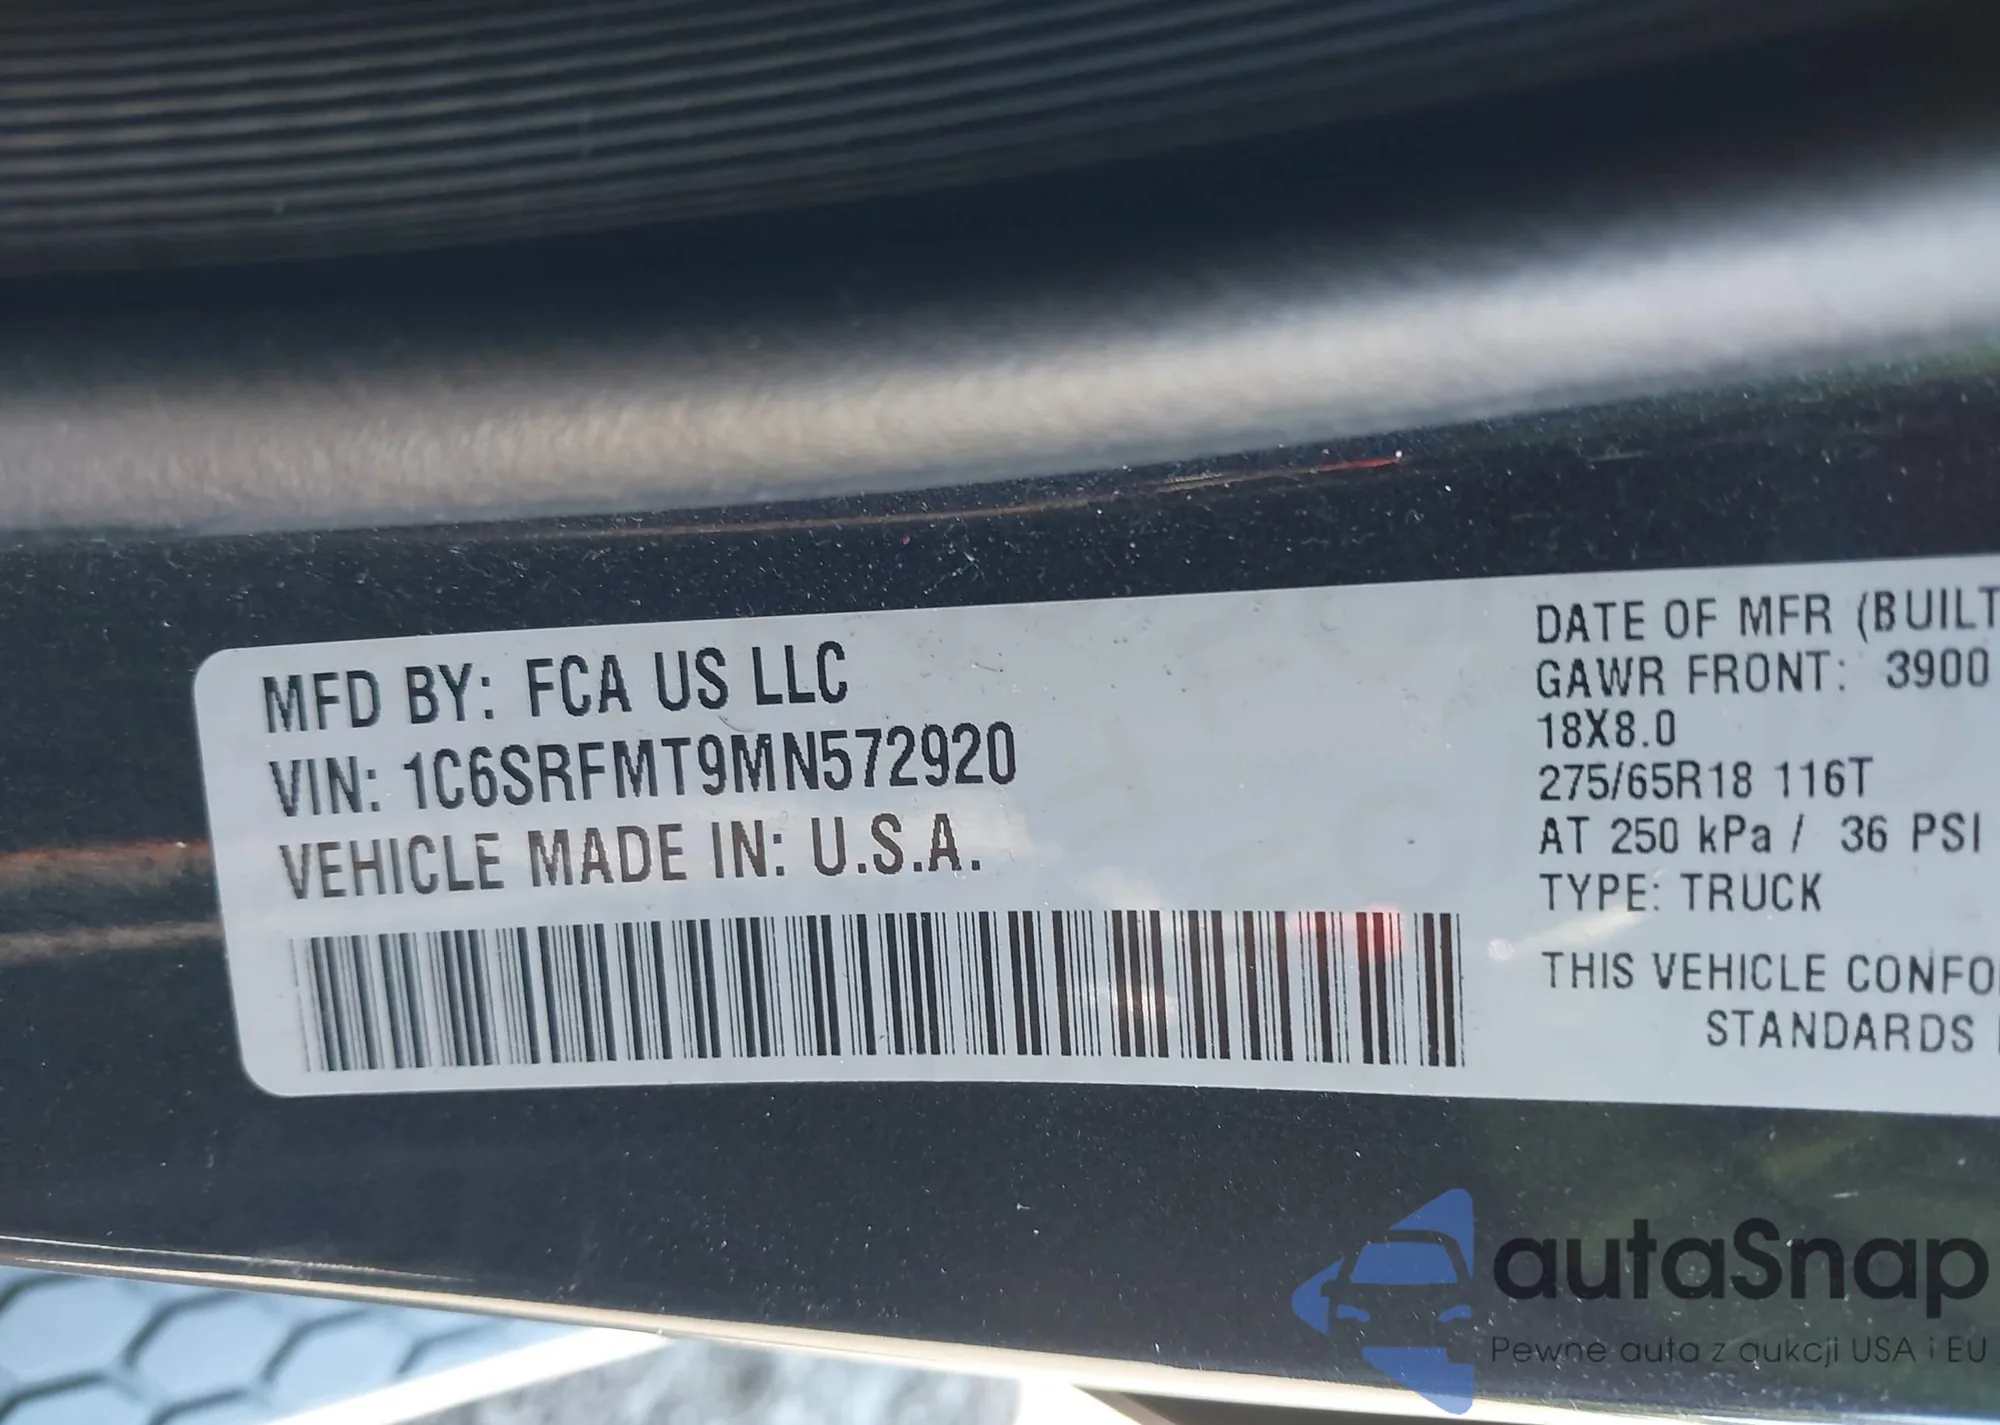 MFD BY: FCA US LLC
VIN: 1C6SRFMT9MN572920
VEHICLE MADE IN: U.S.A.
DATE OF MFR (BUILT
GAWR FRONT: 3900
18X8.0
275/65R18 116T
AT 250 kPa / 36 PSI
TYPE: TRUCK
THIS VEHICLE CONFO
STANDARDS
autaSnap
Pewne auta z aukcji USA i EU